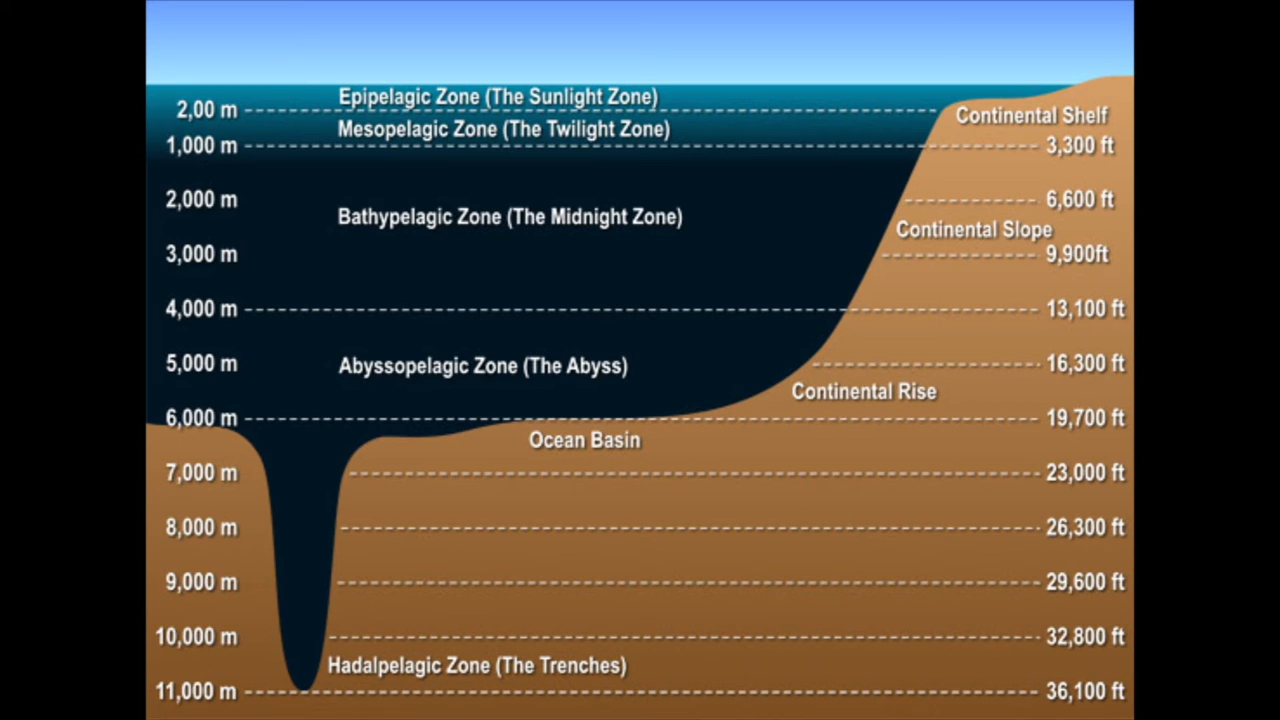 Epipelagic Zone (The Sunlight Zone)
2,00 m
Continental Shelf
Mesopelagic Zone (The Twilight Zone)
1,000 m
3,300 ft
2,000 m
6,600 ft
Bathypelagic Zone (The Midnight Zone)
Continental Slope
3,000 m
9,900ft
4,000 m
13,100 ft
5,000 m
Abyssopelagic Zone (The Abyss)
16,300 ft
Continental Rise
6,000 m
19,700 ft
Ocean Basin
7,000 m
23,000 ft
8,000 m
26,300 ft
9,000 m
29,600 ft
10,000 m
32,800 ft
Hadalpelagic Zone (The Trenches)
11,000 m
36,100 ft